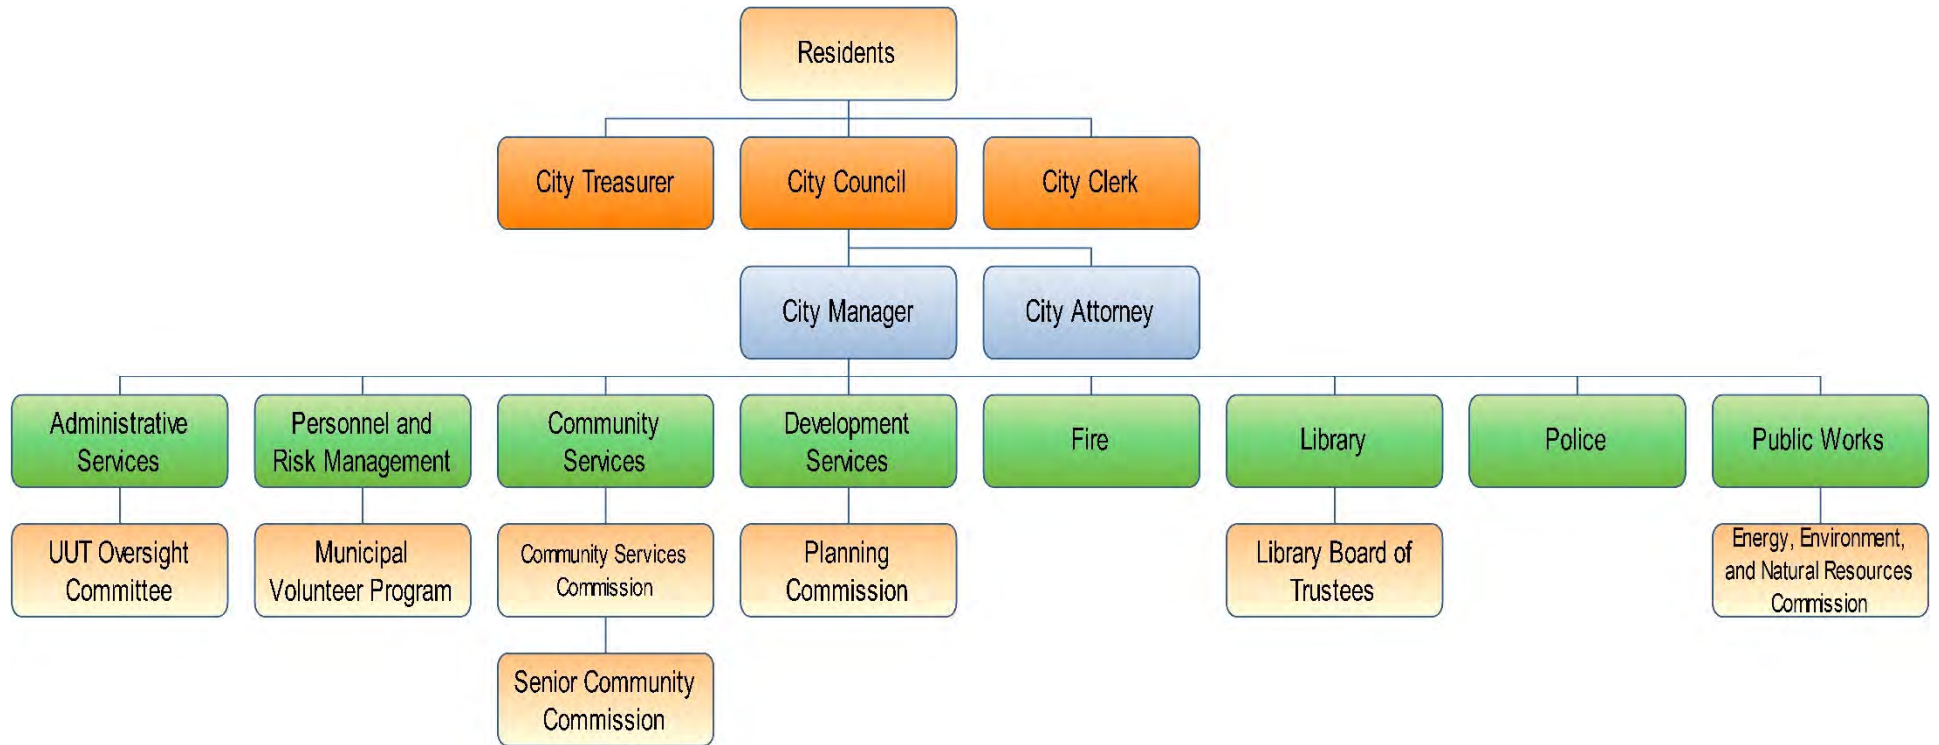 Residents
City Treasurer
City Council
City Clerk
City Manager
City Attorney
Administrative
Services
Personnel and
Risk Management
Community
Services
Development
Services
Fire
Library
Police
Public Works
UUT Oversight
Committee
Municipal
Volunteer Program
Community Services
Commission
Planning
Commission
Library Board of
Trustees
Energy, Environment,
and Natural Resources
Commission
Senior Community
Commission